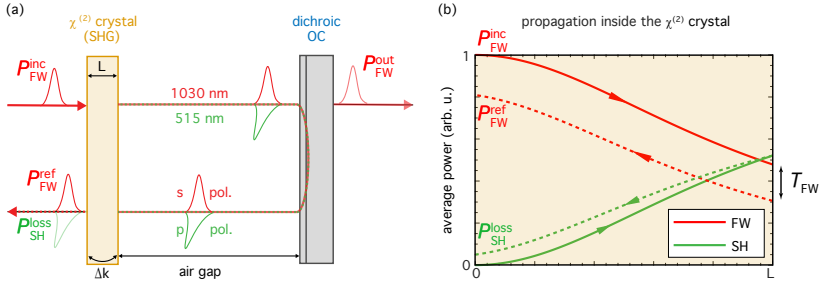 (a)
χ⁽²⁾ crystal
(SHG)
dichroic
OC
L
P_FW^inc
P_FW^out
1030 nm
515 nm
P_FW^ref
s pol.
P_SH^loss
p pol.
Δk
air gap
(b)
propagation inside the χ⁽²⁾ crystal
1
P_FW^inc
P_FW^ref
average power (arb. u.)
T_FW
P_SH^loss
FW
SH
0
0
L